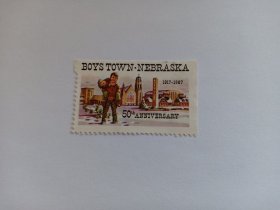 BOYS TOWN • NEBRASKA
1917-1967
50th ANNIVERSARY